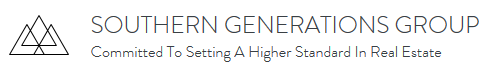 SOUTHERN GENERATIONS GROUP
Committed To Setting A Higher Standard In Real Estate